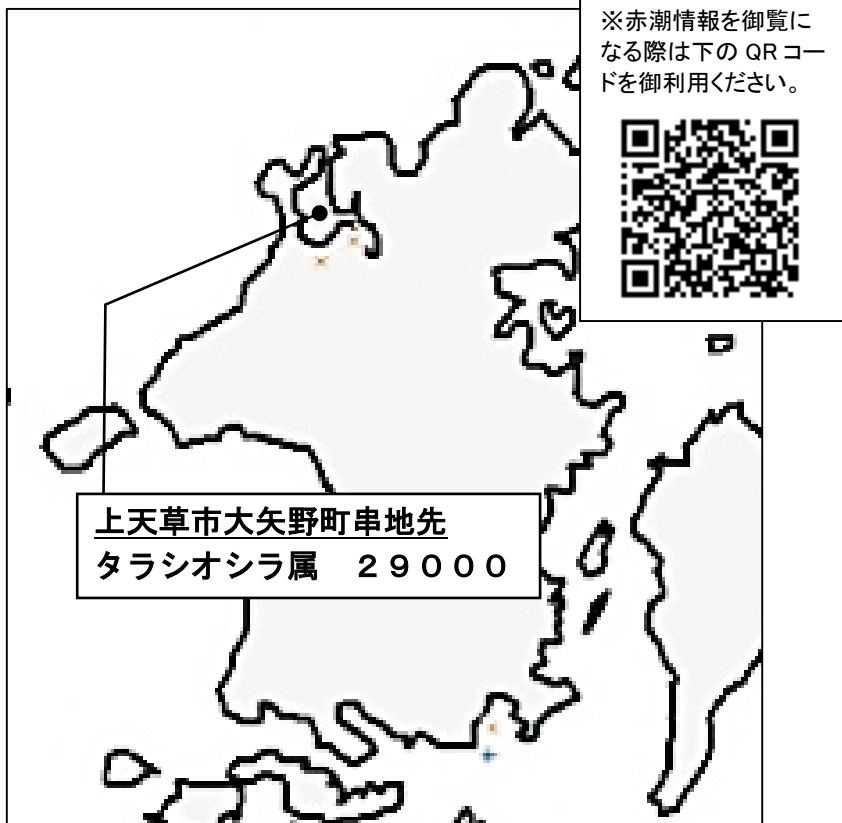 ※赤潮情報を御覧に
なる際は下の QR コー
ドを御利用ください。
上天草市大矢野町串地先
タラシオシラ属　２９０００